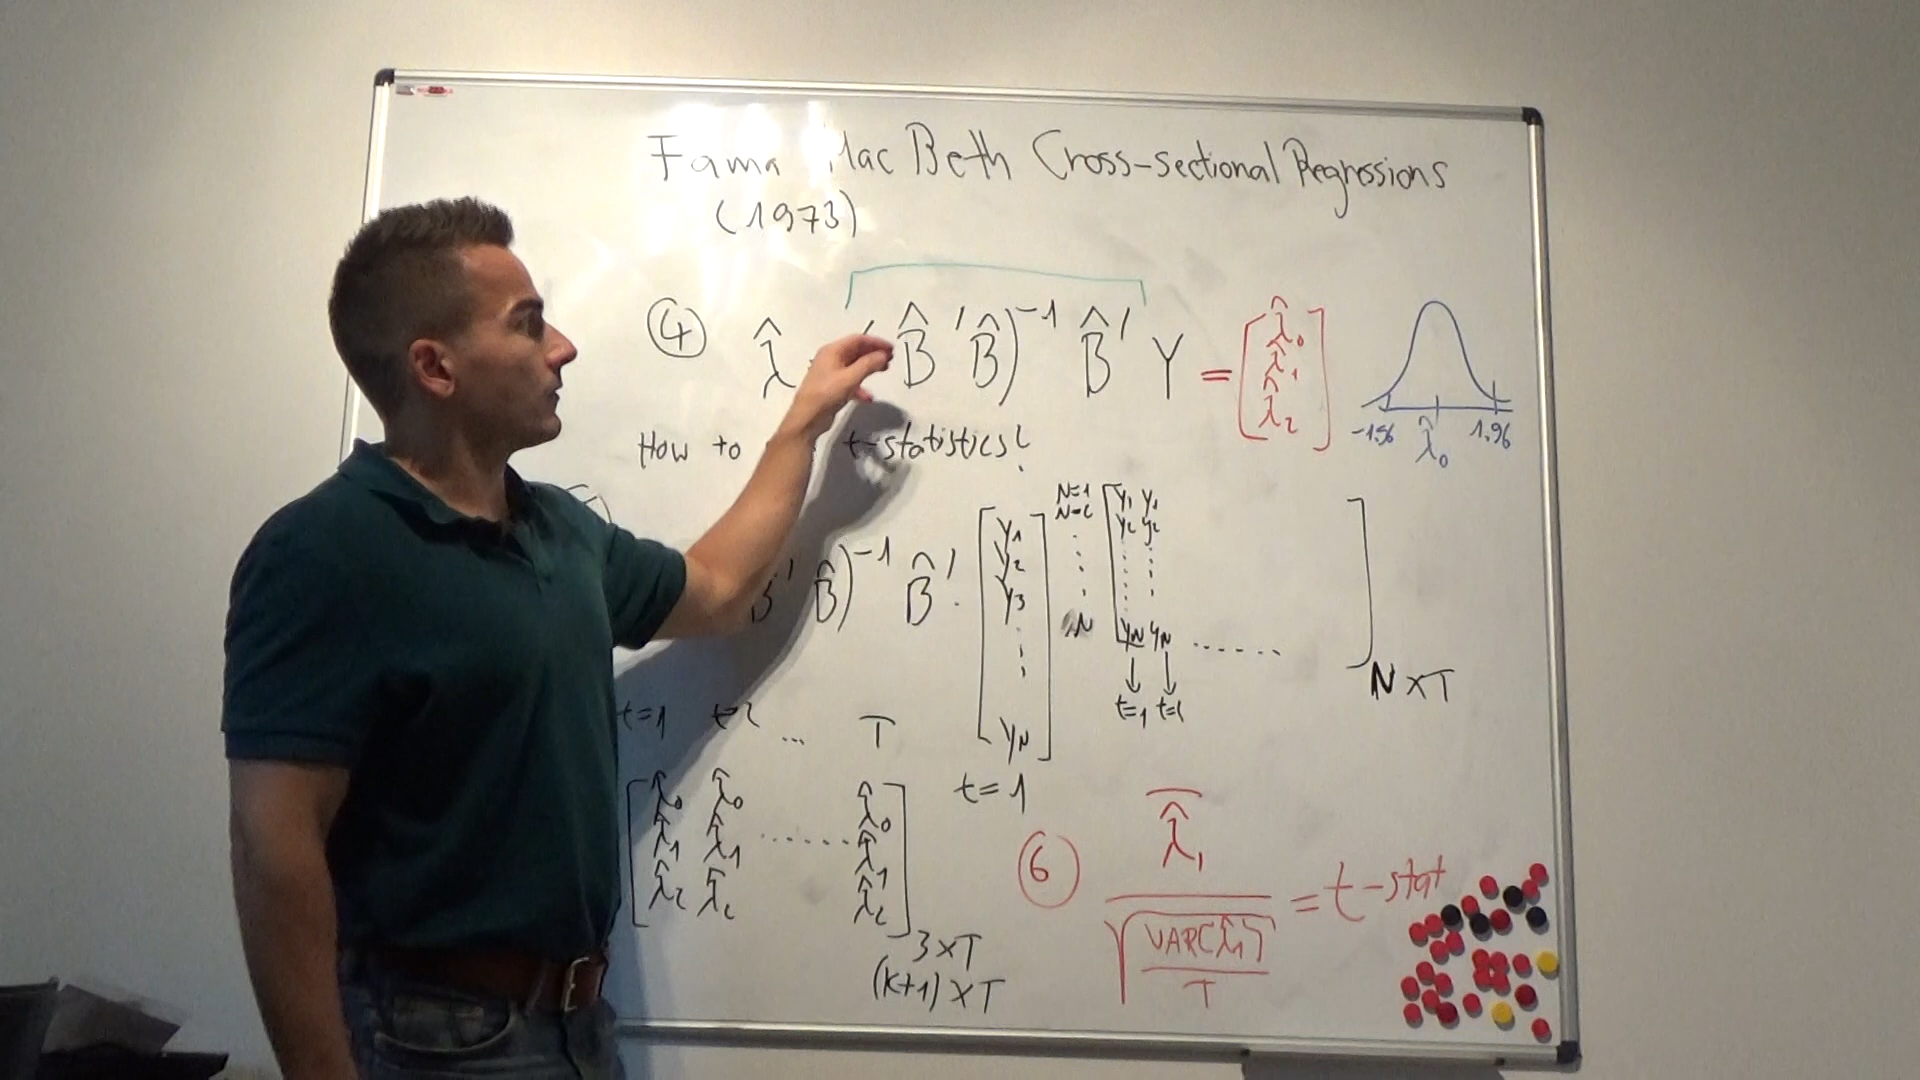 Fama MacBeth Cross-sectional Regressions
(1973)
④ λ̂ = (B̂'B̂)⁻¹ B̂' Y = [λ̂₀ λ̂₁ λ̂₂]
-1.96 λ̂₀ 1.96
How to t-statistics?
B̂' B̂)⁻¹ B̂' · [y₁ y₂ y₃ ⋮ y_N]
t=1
N=1
N=2
⋮
N
[y₁ y₁
y₂ y₂
⋮ ⋮
y_N y_N ......] N×T
t=1 t=2
t=1 t=2 ... T
[λ̂₀ λ̂₀ λ̂₀
λ̂₁ λ̂₁ ...... λ̂₁
λ̂₂ λ̂₂ λ̂₂]
3×T
(k+1)×T
⑥ λ̂̄₁ / √(VAR(λ̂₁)/T) = t-stat